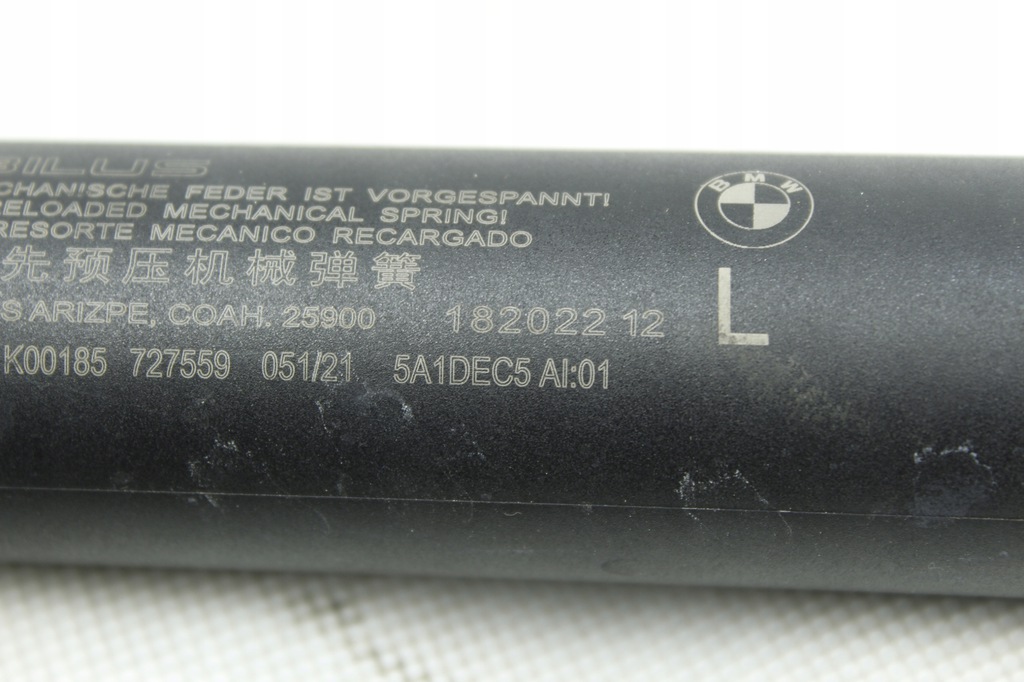 BILUS
CHANISCHE FEDER IST VORGESPANNT!
RELOADED MECHANICAL SPRING!
RESORTE MECANICO RECARGADO
先预压机械弹簧
S ARIZPE, COAH. 25900 182022 12
K00185 727559 051/21 5A1DEC5 AI:01
BMW
L